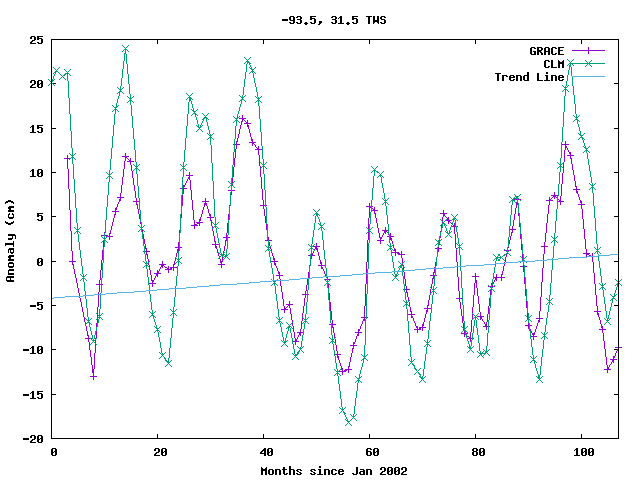 -93.5, 31.5 TWS
25
20
15
10
5
0
-5
-10
-15
-20
Anomaly (cm)
GRACE
CLM
Trend Line
0 20 40 60 80 100
Months since Jan 2002